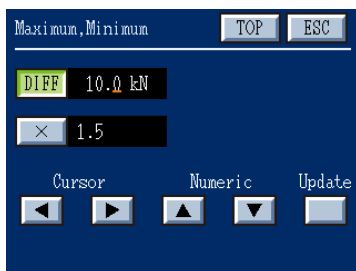 Maximum,Minimum TOP ESC
DIFF 10.0 kN
× 1.5
Cursor Numeric Update
◀ ▶ ▲ ▼